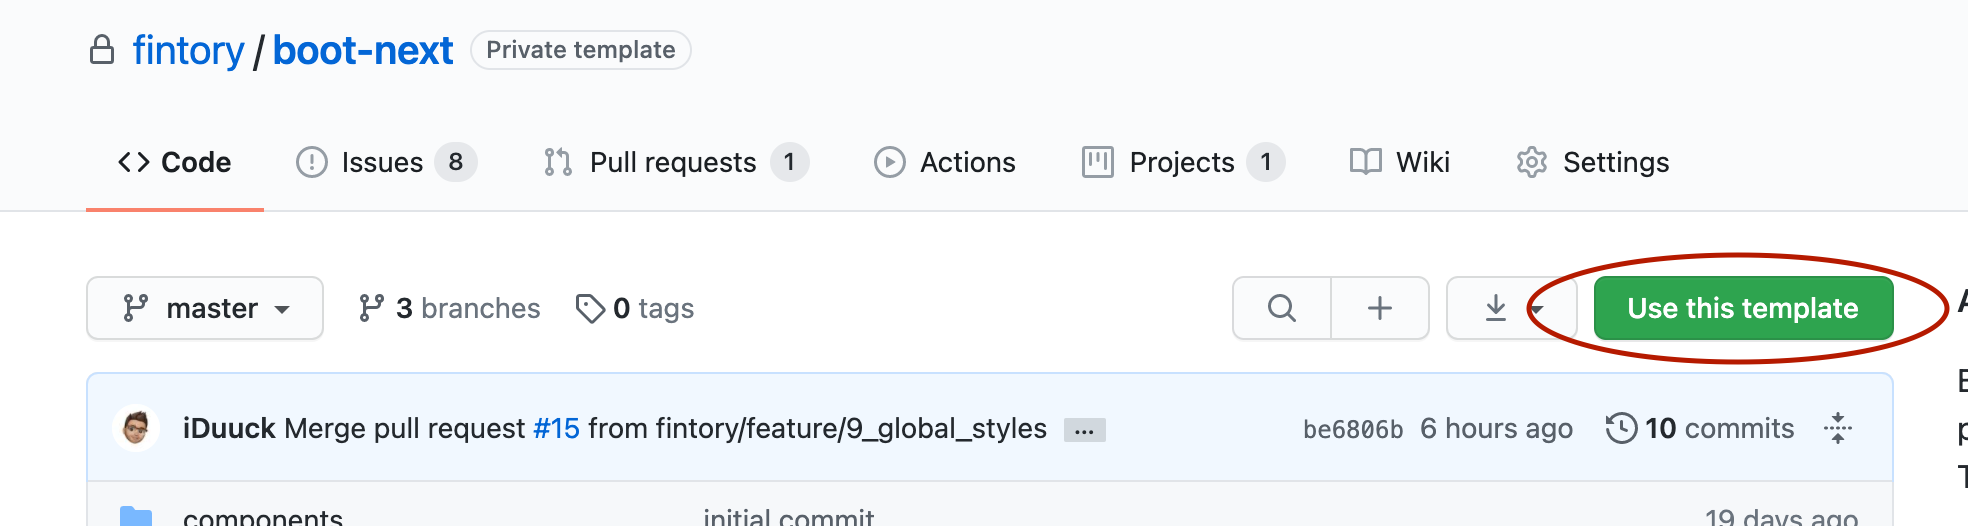 fintory / boot-next Private template
Code Issues 8 Pull requests 1 Actions Projects 1 Wiki Settings
master 3 branches 0 tags Use this template
iDuuck Merge pull request #15 from fintory/feature/9_global_styles ... be6806b 6 hours ago 10 commits
components initial commit 19 days ago